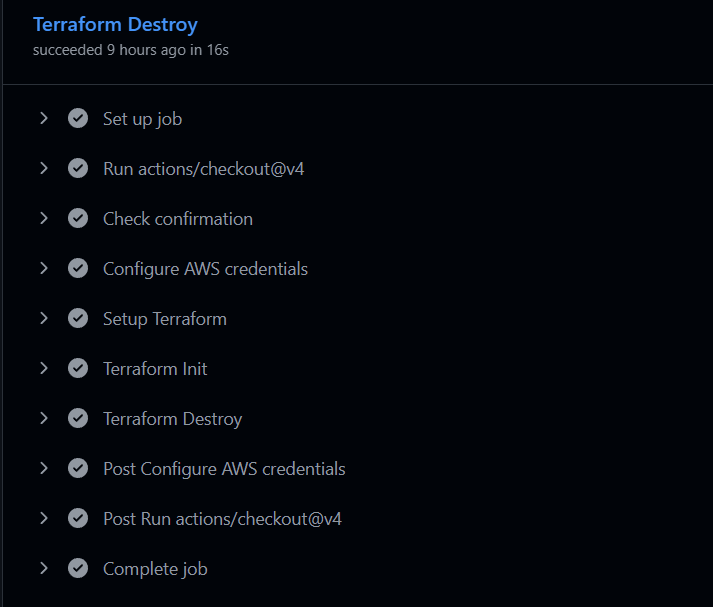 Terraform Destroy
succeeded 9 hours ago in 16s
Set up job
Run actions/checkout@v4
Check confirmation
Configure AWS credentials
Setup Terraform
Terraform Init
Terraform Destroy
Post Configure AWS credentials
Post Run actions/checkout@v4
Complete job